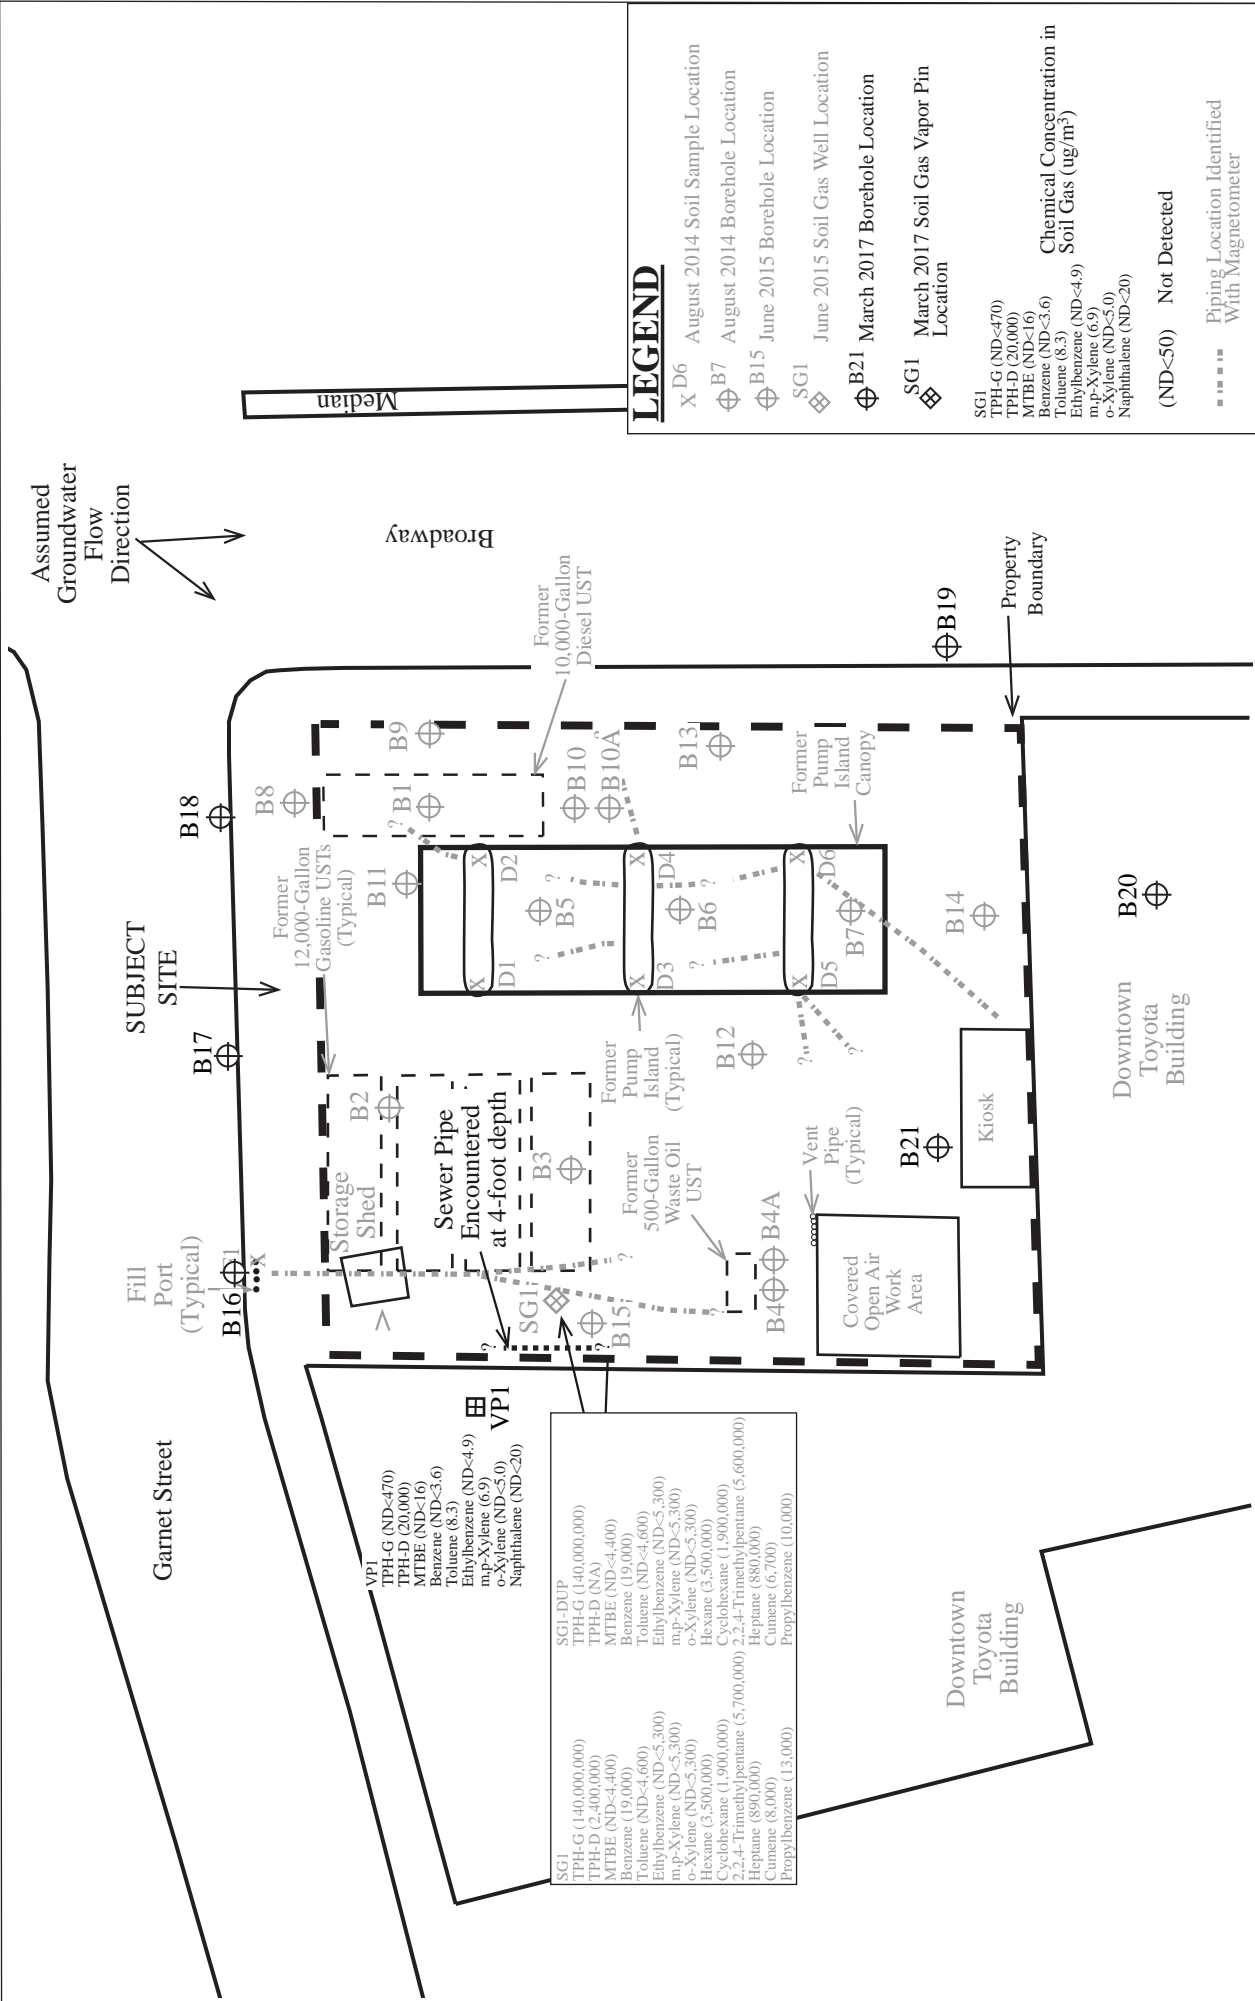 Garnet Street
Fill
Port
(Typical)
B16
F1
X
B17
SUBJECT
SITE
B18
Assumed
Groundwater
Flow
Direction
Median
Broadway
Storage
Shed
>
B2
Former
12,000-Gallon
Gasoline USTs
(Typical)
B8
B11
B1
?
B9
Former
10,000-Gallon
Diesel UST
B10
B10A
?
B13
Sewer Pipe
Encountered
at 4-foot depth
B3
SG1
B15
?
?
?
?
X
D1
X
D2
B5
?
?
X
D3
X
D4
B6
?
?
X
D5
X
D6
B7
?
?
Former
Pump
Island
(Typical)
B12
Former
Pump
Island
Canopy
Former
500-Gallon
Waste Oil
UST
B4
B4A
Vent
Pipe
(Typical)
Covered
Open Air
Work
Area
B21
Kiosk
B14
B19
Property
Boundary
B20
Downtown
Toyota
Building
Downtown
Toyota
Building
VP1
VP1
TPH-G (ND<470)
TPH-D (20,000)
MTBE (ND<16)
Benzene (ND<3.6)
Toluene (8.3)
Ethylbenzene (ND<4.9)
m,p-Xylene (6.9)
o-Xylene (ND<5.0)
Naphthalene (ND<20)
SG1
TPH-G (140,000,000)
TPH-D (2,400,000)
MTBE (ND<4,400)
Benzene (19,000)
Toluene (ND<4,600)
Ethylbenzene (ND<5,300)
m,p-Xylene (ND<5,300)
o-Xylene (ND<5,300)
Hexane (3,500,000)
Cyclohexane (1,900,000)
2,2,4-Trimethylpentane (5,700,000)
Heptane (890,000)
Cumene (8,000)
Propylbenzene (13,000)
SG1-DUP
TPH-G (140,000,000)
TPH-D (NA)
MTBE (ND<4,400)
Benzene (19,000)
Toluene (ND<4,600)
Ethylbenzene (ND<5,300)
m,p-Xylene (ND<5,300)
o-Xylene (ND<5,300)
Hexane (3,500,000)
Cyclohexane (1,900,000)
2,2,4-Trimethylpentane (5,600,000)
Heptane (880,000)
Cumene (6,700)
Propylbenzene (10,000)
LEGEND
X D6 August 2014 Soil Sample Location
B7 August 2014 Borehole Location
B15 June 2015 Borehole Location
SG1 June 2015 Soil Gas Well Location
B21 March 2017 Borehole Location
SG1 March 2017 Soil Gas Vapor Pin
Location
SG1
TPH-G (ND<470)
TPH-D (20,000)
MTBE (ND<16)
Benzene (ND<3.6)
Toluene (8.3)
Ethylbenzene (ND<4.9)
m,p-Xylene (6.9)
o-Xylene (ND<5.0)
Naphthalene (ND<20)
Chemical Concentration in
Soil Gas (ug/m³)
(ND<50) Not Detected
Piping Location Identified
With Magnetometer